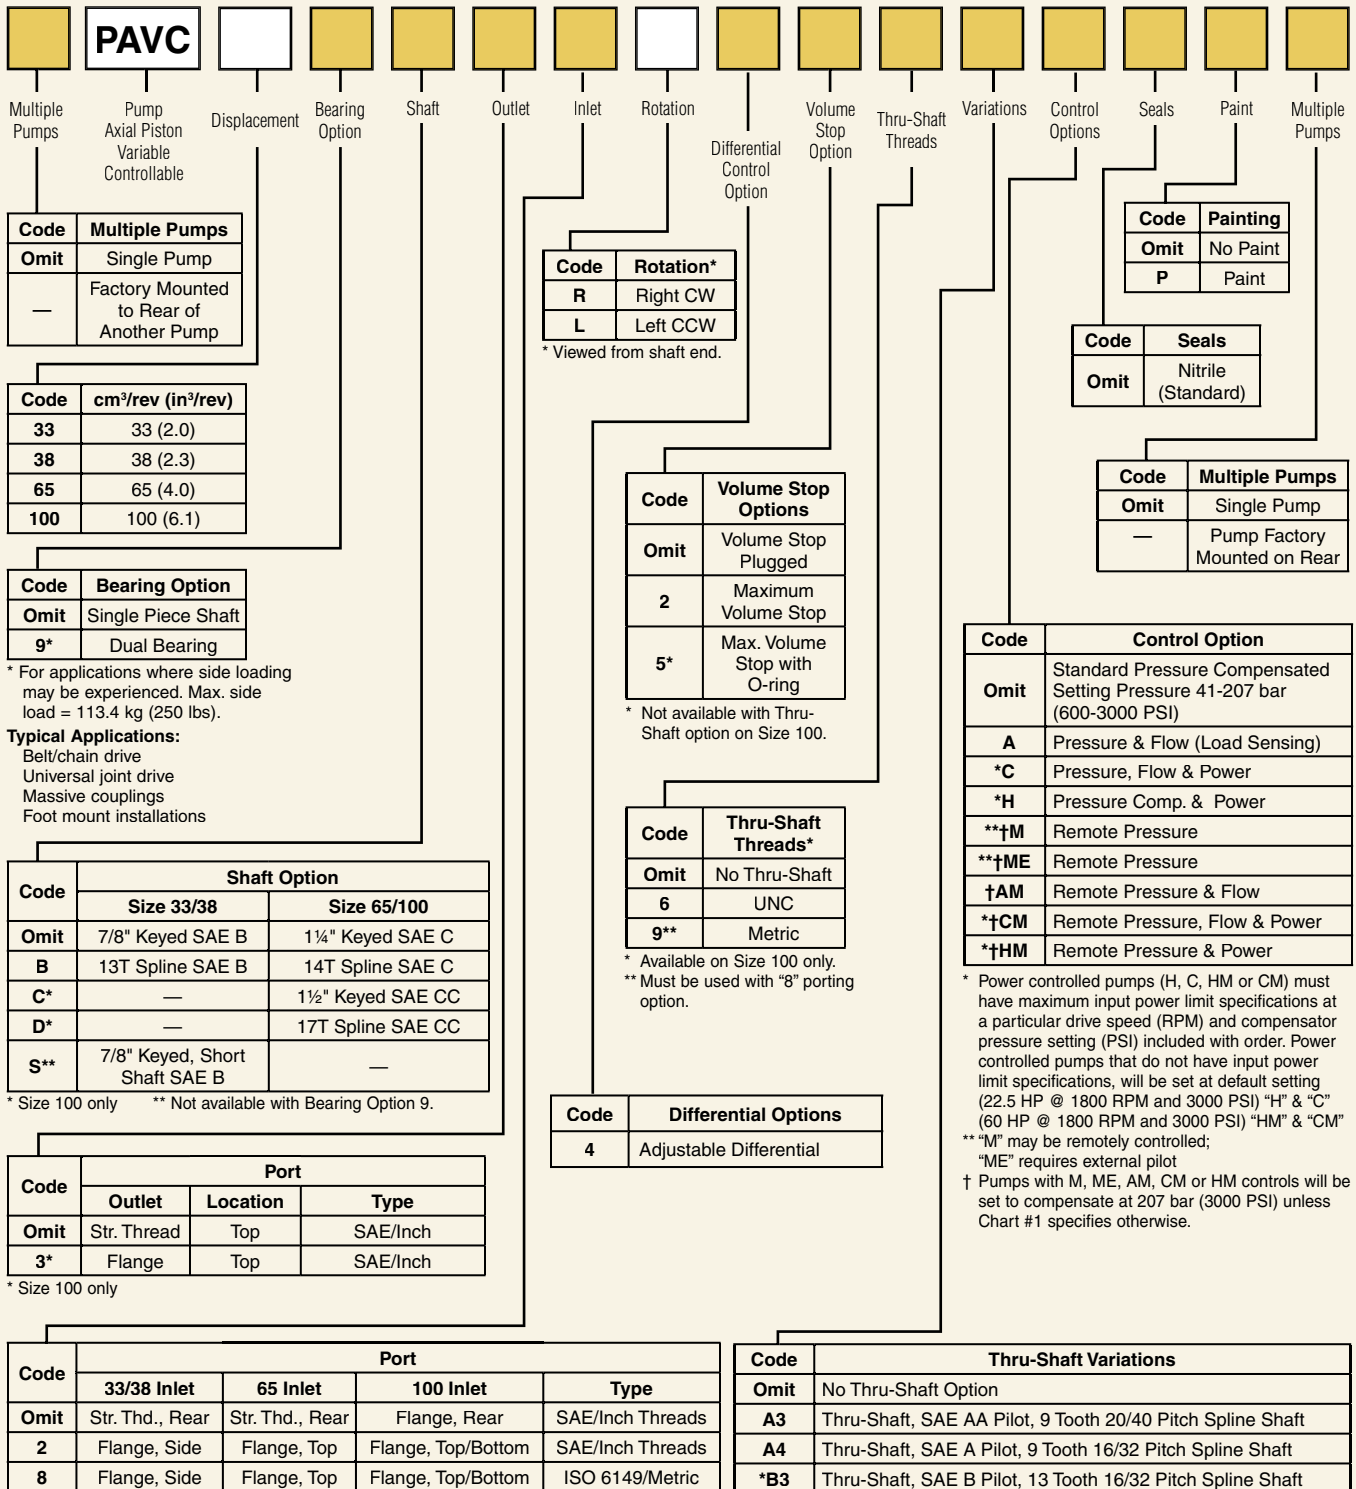 PAVC
Multiple
Pumps
Pump
Axial Piston
Variable
Controllable
Displacement
Bearing
Option
Shaft
Outlet
Inlet
Rotation
Differential
Control
Option
Volume
Stop
Option
Thru-Shaft
Threads
Variations
Control
Options
Seals
Paint
Multiple
Pumps
Code Multiple Pumps
Omit Single Pump
— Factory Mounted
to Rear of
Another Pump
Code cm³/rev (in³/rev)
33 33 (2.0)
38 38 (2.3)
65 65 (4.0)
100 100 (6.1)
Code Bearing Option
Omit Single Piece Shaft
9* Dual Bearing
* For applications where side loading
may be experienced. Max. side
load = 113.4 kg (250 lbs).
Typical Applications:
Belt/chain drive
Universal joint drive
Massive couplings
Foot mount installations
Code Shaft Option
Size 33/38 Size 65/100
Omit 7/8" Keyed SAE B 1¼" Keyed SAE C
B 13T Spline SAE B 14T Spline SAE C
C* — 1½" Keyed SAE CC
D* — 17T Spline SAE CC
S** 7/8" Keyed, Short
Shaft SAE B —
* Size 100 only ** Not available with Bearing Option 9.
Code Port
Outlet Location Type
Omit Str. Thread Top SAE/Inch
3* Flange Top SAE/Inch
* Size 100 only
Code Port
33/38 Inlet 65 Inlet 100 Inlet Type
Omit Str. Thd., Rear Str. Thd., Rear Flange, Rear SAE/Inch Threads
2 Flange, Side Flange, Top Flange, Top/Bottom SAE/Inch Threads
8 Flange, Side Flange, Top Flange, Top/Bottom ISO 6149/Metric
Code Rotation*
R Right CW
L Left CCW
* Viewed from shaft end.
Code Volume Stop
Options
Omit Volume Stop
Plugged
2 Maximum
Volume Stop
5* Max. Volume
Stop with
O-ring
* Not available with Thru-
Shaft option on Size 100.
Code Thru-Shaft
Threads*
Omit No Thru-Shaft
6 UNC
9** Metric
* Available on Size 100 only.
** Must be used with “8” porting
option.
Code Differential Options
4 Adjustable Differential
Code Painting
Omit No Paint
P Paint
Code Seals
Omit Nitrile
(Standard)
Code Multiple Pumps
Omit Single Pump
— Pump Factory
Mounted on Rear
Code Control Option
Omit Standard Pressure Compensated
Setting Pressure 41-207 bar
(600-3000 PSI)
A Pressure & Flow (Load Sensing)
*C Pressure, Flow & Power
*H Pressure Comp. & Power
**†M Remote Pressure
**†ME Remote Pressure
†AM Remote Pressure & Flow
*†CM Remote Pressure, Flow & Power
*†HM Remote Pressure & Power
* Power controlled pumps (H, C, HM or CM) must
have maximum input power limit specifications at
a particular drive speed (RPM) and compensator
pressure setting (PSI) included with order. Power
controlled pumps that do not have input power
limit specifications, will be set at default setting
(22.5 HP @ 1800 RPM and 3000 PSI) “H” & “C”
(60 HP @ 1800 RPM and 3000 PSI) “HM” & “CM”
** “M” may be remotely controlled;
“ME” requires external pilot
† Pumps with M, ME, AM, CM or HM controls will be
set to compensate at 207 bar (3000 PSI) unless
Chart #1 specifies otherwise.
Code Thru-Shaft Variations
Omit No Thru-Shaft Option
A3 Thru-Shaft, SAE AA Pilot, 9 Tooth 20/40 Pitch Spline Shaft
A4 Thru-Shaft, SAE A Pilot, 9 Tooth 16/32 Pitch Spline Shaft
*B3 Thru-Shaft, SAE B Pilot, 13 Tooth 16/32 Pitch Spline Shaft